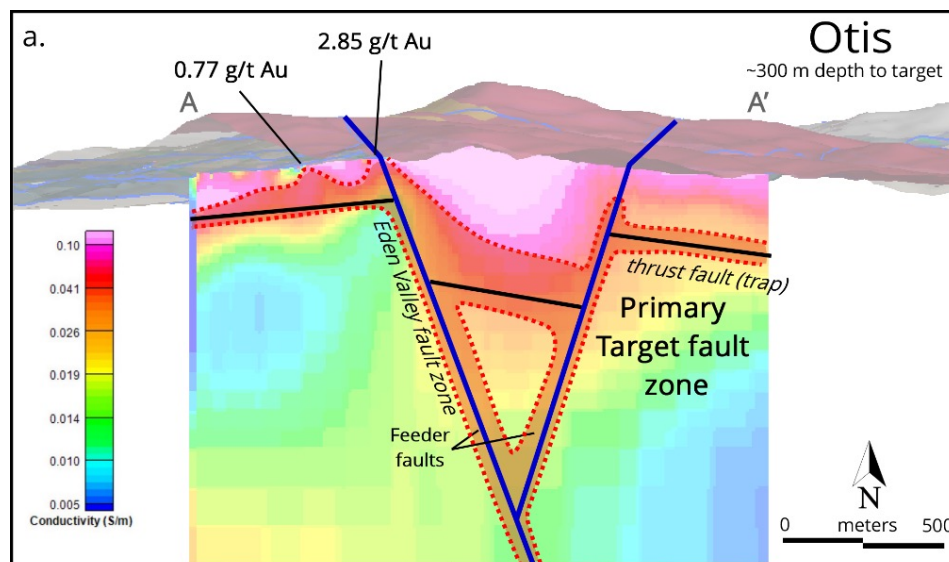 a.
2.85 g/t Au
0.77 g/t Au
Otis
~300 m depth to target
A
A'
0.10
0.041
0.026
0.019
0.014
0.010
0.005
Conductivity (S/m)
Eden Valley fault zone
thrust fault (trap)
Primary
Target fault
zone
Feeder
faults
N
0 meters 500